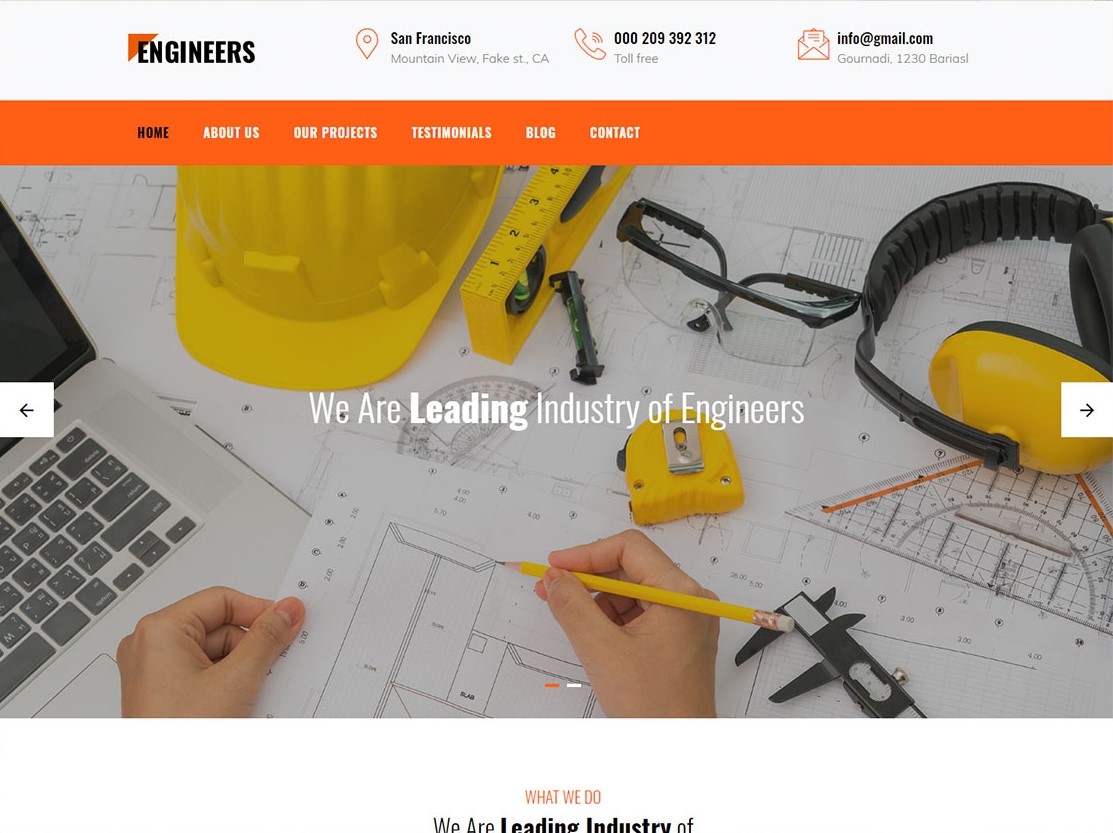 ENGINEERS
San Francisco
Mountain View, Fake st., CA
000 209 392 312
Toll free
info@gmail.com
Gournadi, 1230 Bariasl
HOME ABOUT US OUR PROJECTS TESTIMONIALS BLOG CONTACT
We Are Leading Industry of Engineers
SLAB
WHAT WE DO
We Are Leading Industry of